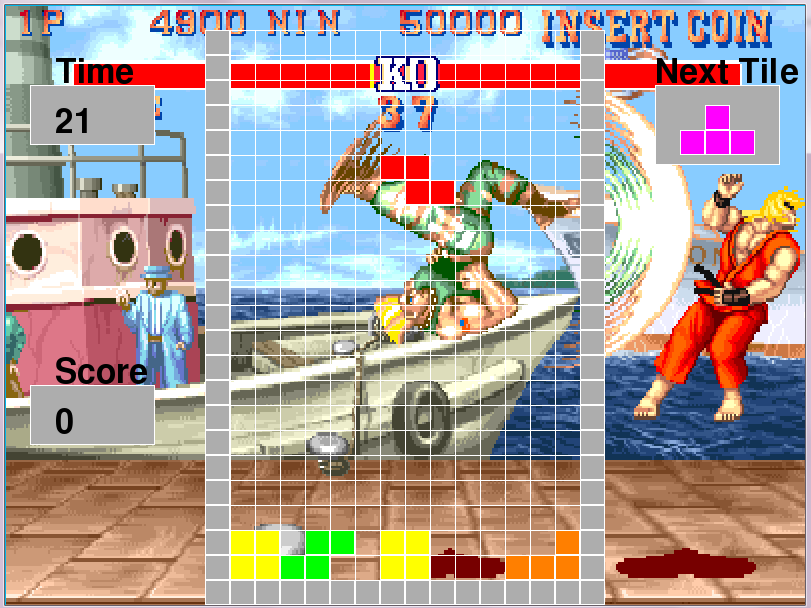 1P 4900 NIN 50000 INSERT COIN
Time
KO
Next Tile
21
37
Score
0